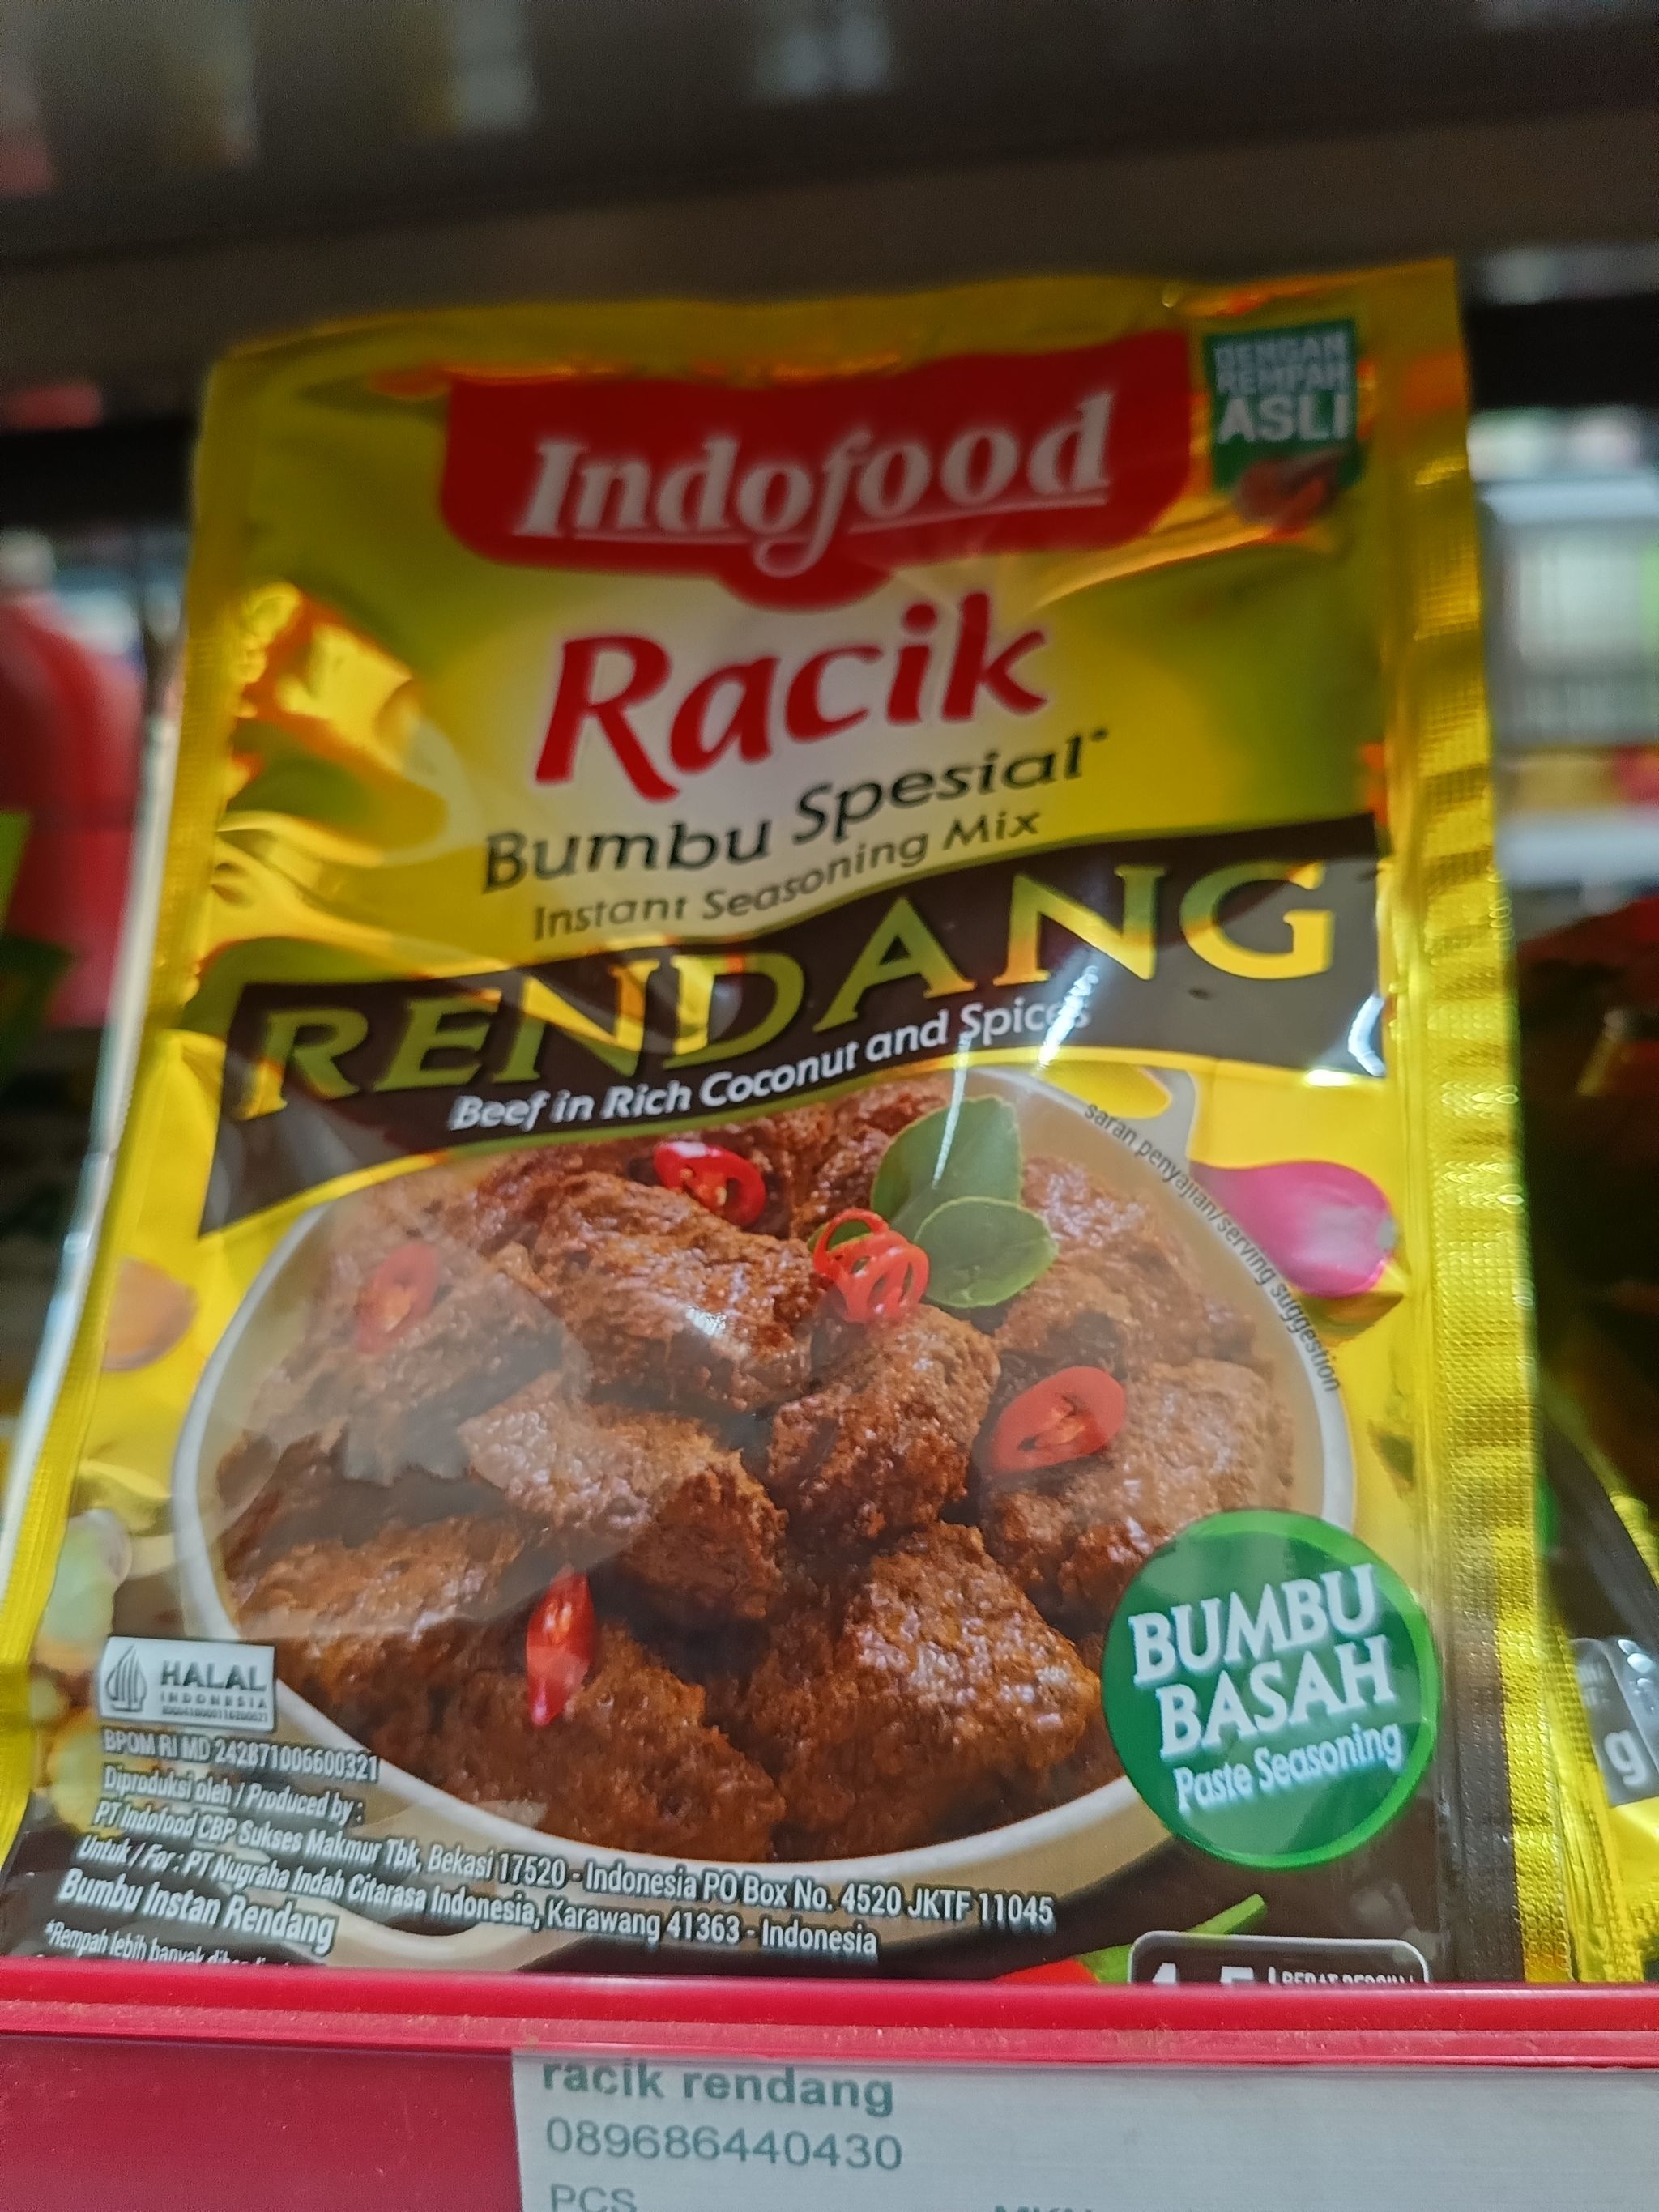 DENGAN
REMPAH
ASLI
Indofood
Racik
Bumbu Spesial*
Instant Seasoning Mix
RENDANG
Beef in Rich Coconut and Spices
saran penyajian/serving suggestion
BUMBU
BASAH
Paste Seasoning
HALAL
INDONESIA
BPOM RI MD 242871006600321
Diproduksi oleh / Produced by :
PT Indofood CBP Sukses Makmur Tbk, Bekasi 17520 - Indonesia PO Box No. 4520 JKTF 11045
Untuk / For : PT Nugraha Indah Citarasa Indonesia, Karawang 41363 - Indonesia
Bumbu Instan Rendang
*Rempah lebih banyak
g
racik rendang
089686440430
PCS